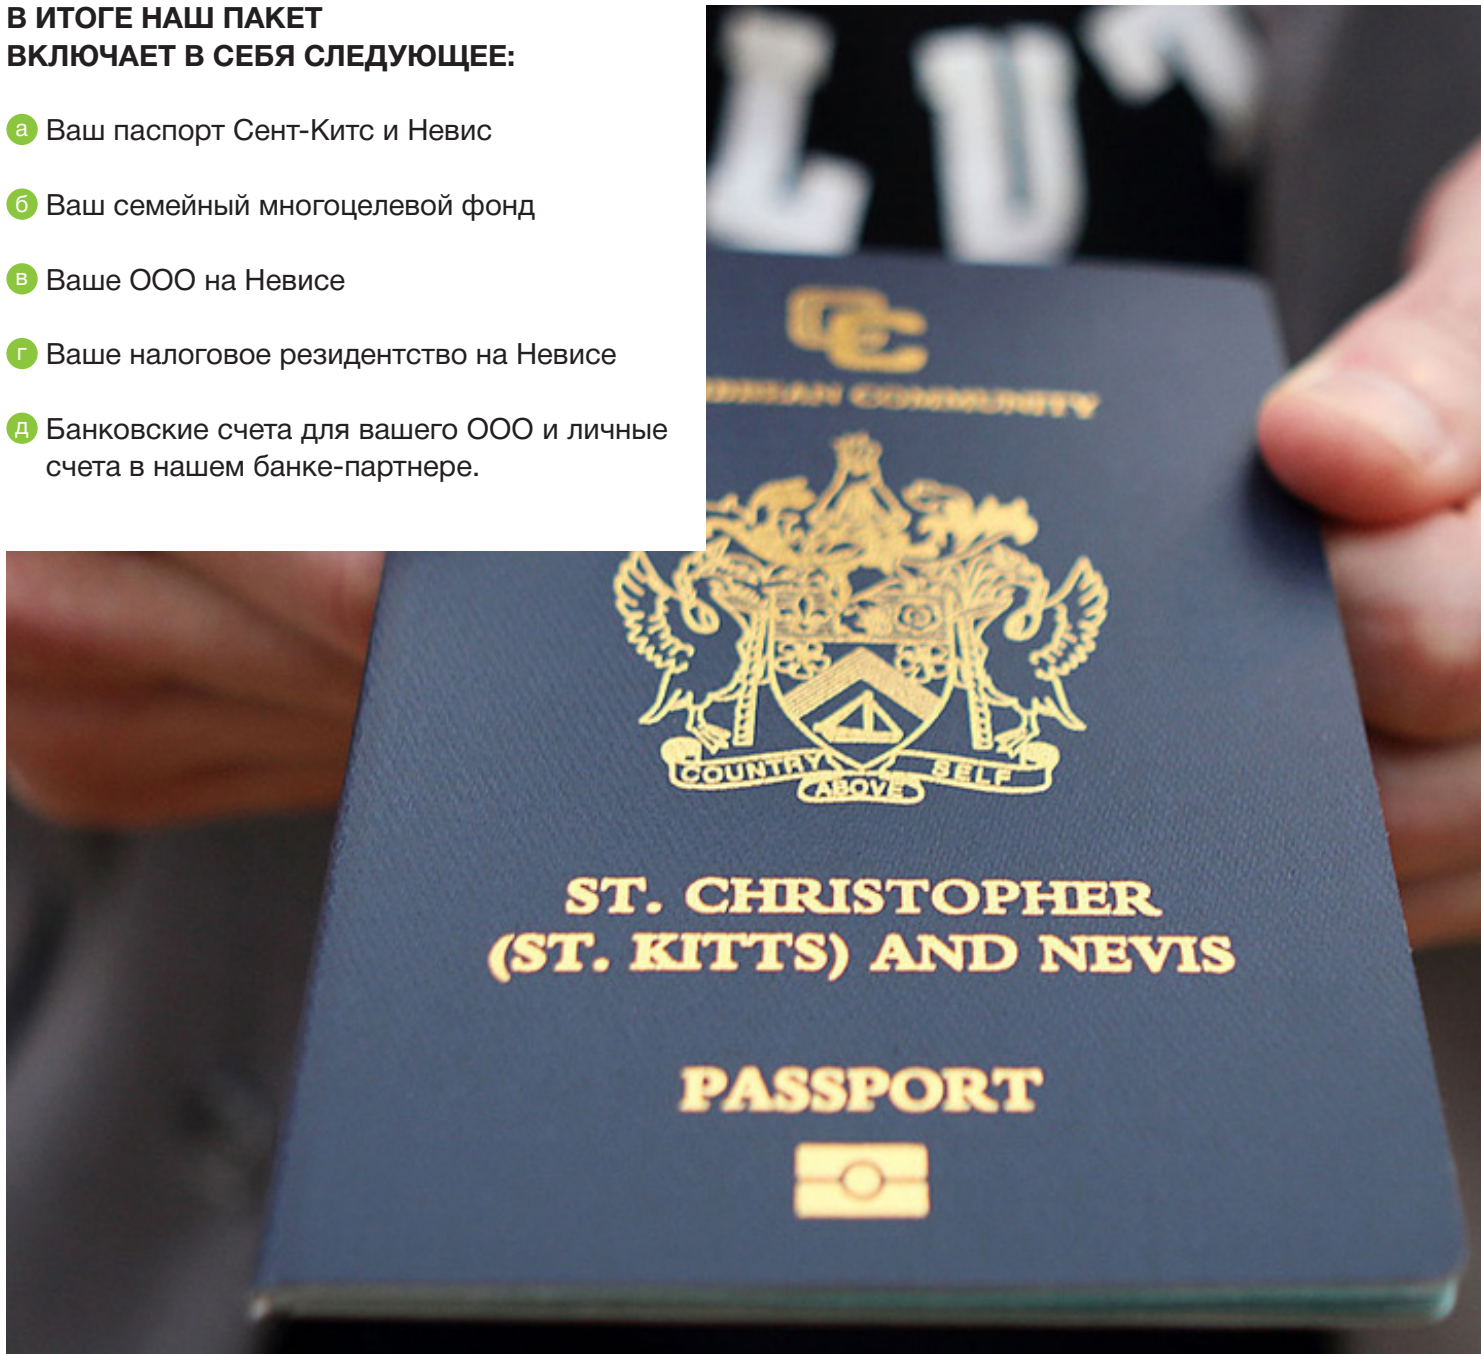 В ИТОГЕ НАШ ПАКЕТ
ВКЛЮЧАЕТ В СЕБЯ СЛЕДУЮЩЕЕ:
а Ваш паспорт Сент-Китс и Невис
б Ваш семейный многоцелевой фонд
в Ваше ООО на Невисе
г Ваше налоговое резидентство на Невисе
д Банковские счета для вашего ООО и личные
счета в нашем банке-партнере.
COMMUNITY
COUNTRY ABOVE SELF
ST. CHRISTOPHER
(ST. KITTS) AND NEVIS
PASSPORT